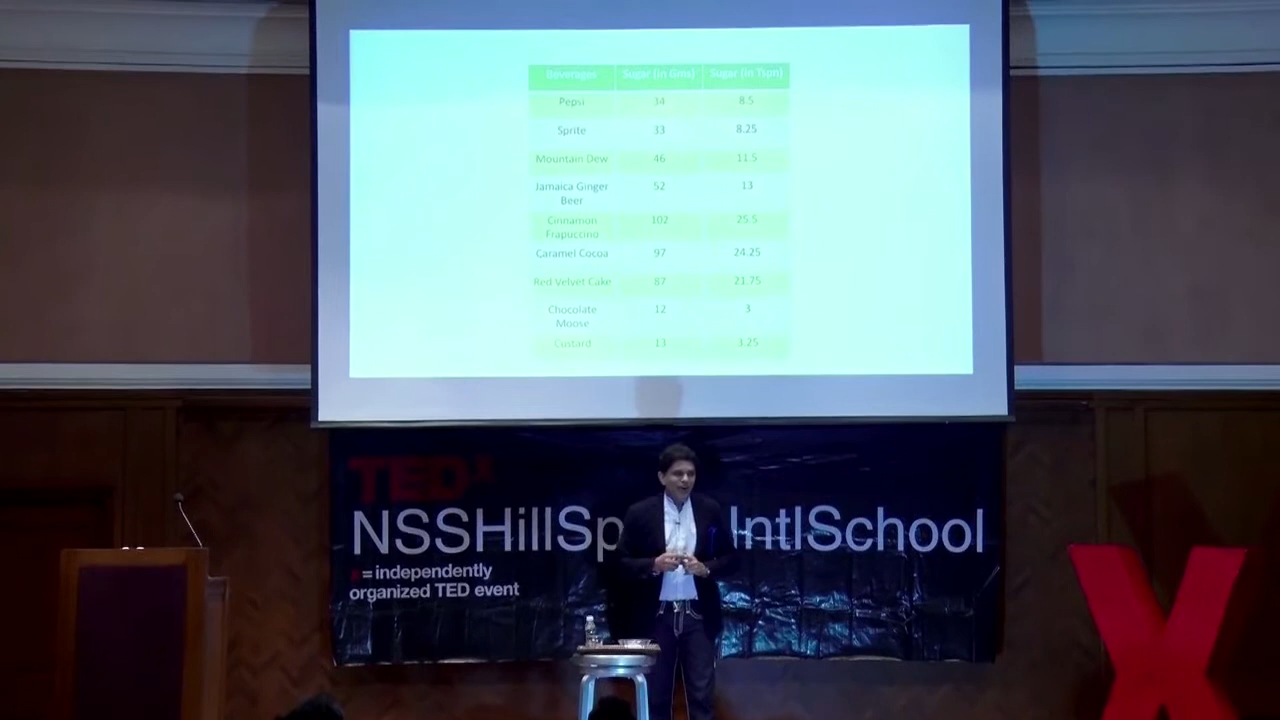 Beverages Sugar (in Gms) Sugar (in Tspn)
Pepsi 34 8.5
Sprite 33 8.25
Mountain Dew 46 11.5
Jamaica Ginger 52 13
Beer
Cinnamon 102 25.5
Frapuccino
Caramel Cocoa 97 24.25
Red Velvet Cake 87 21.75
Chocolate 12 3
Moose
Custard 13 3.25
TEDx
NSSHillSp IntlSchool
x = independently
organized TED event
X